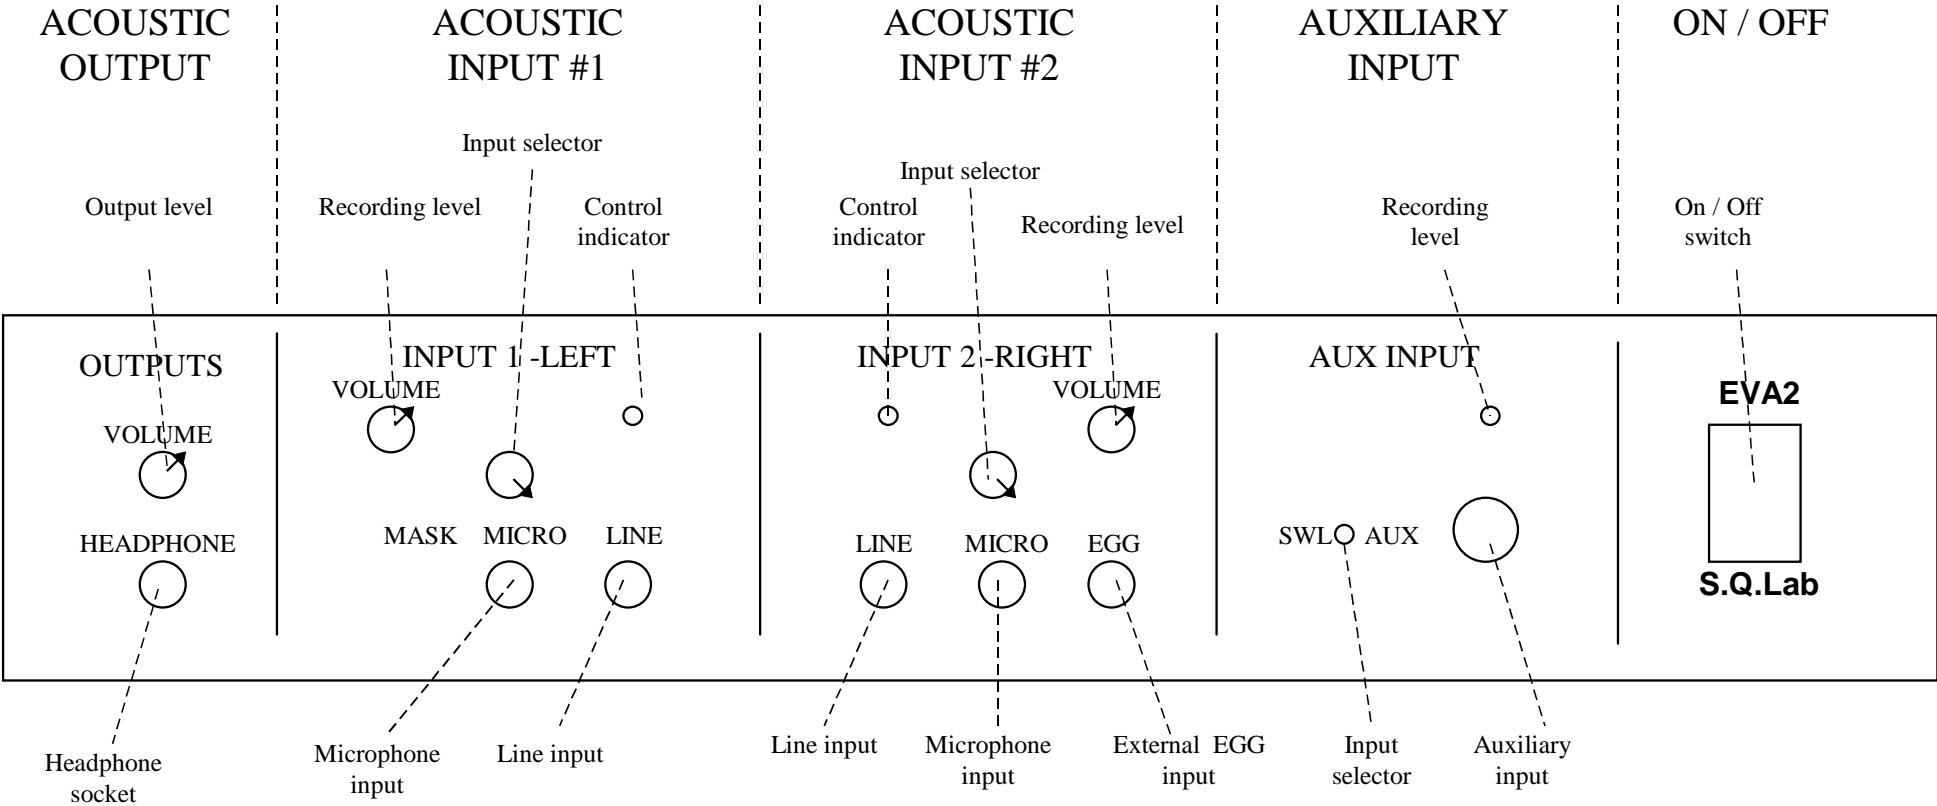 ACOUSTIC
OUTPUT
ACOUSTIC
INPUT #1
ACOUSTIC
INPUT #2
AUXILIARY
INPUT
ON / OFF
Input selector
Input selector
Output level
Recording level
Control
indicator
Control
indicator
Recording level
Recording
level
On / Off
switch
OUTPUTS
VOLUME
HEADPHONE
INPUT 1 -LEFT
VOLUME
MASK MICRO LINE
INPUT 2 -RIGHT
VOLUME
LINE MICRO EGG
AUX INPUT
SWL AUX
EVA2
S.Q.Lab
Headphone
socket
Microphone
input
Line input
Line input
Microphone
input
External EGG
input
Input
selector
Auxiliary
input